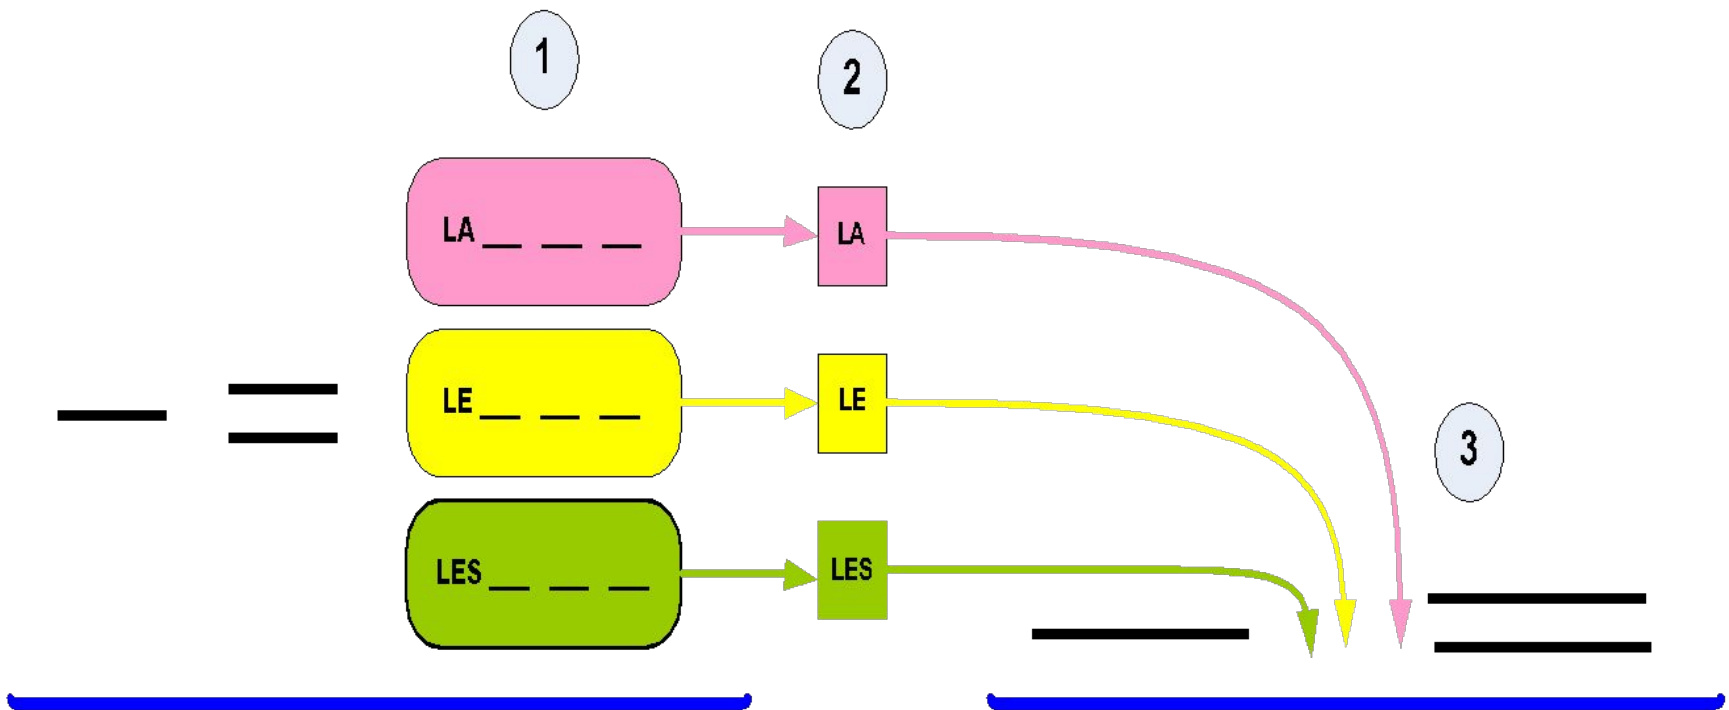 1
2
LA _ _ _
LA
LE _ _ _
LE
3
LES _ _ _
LES